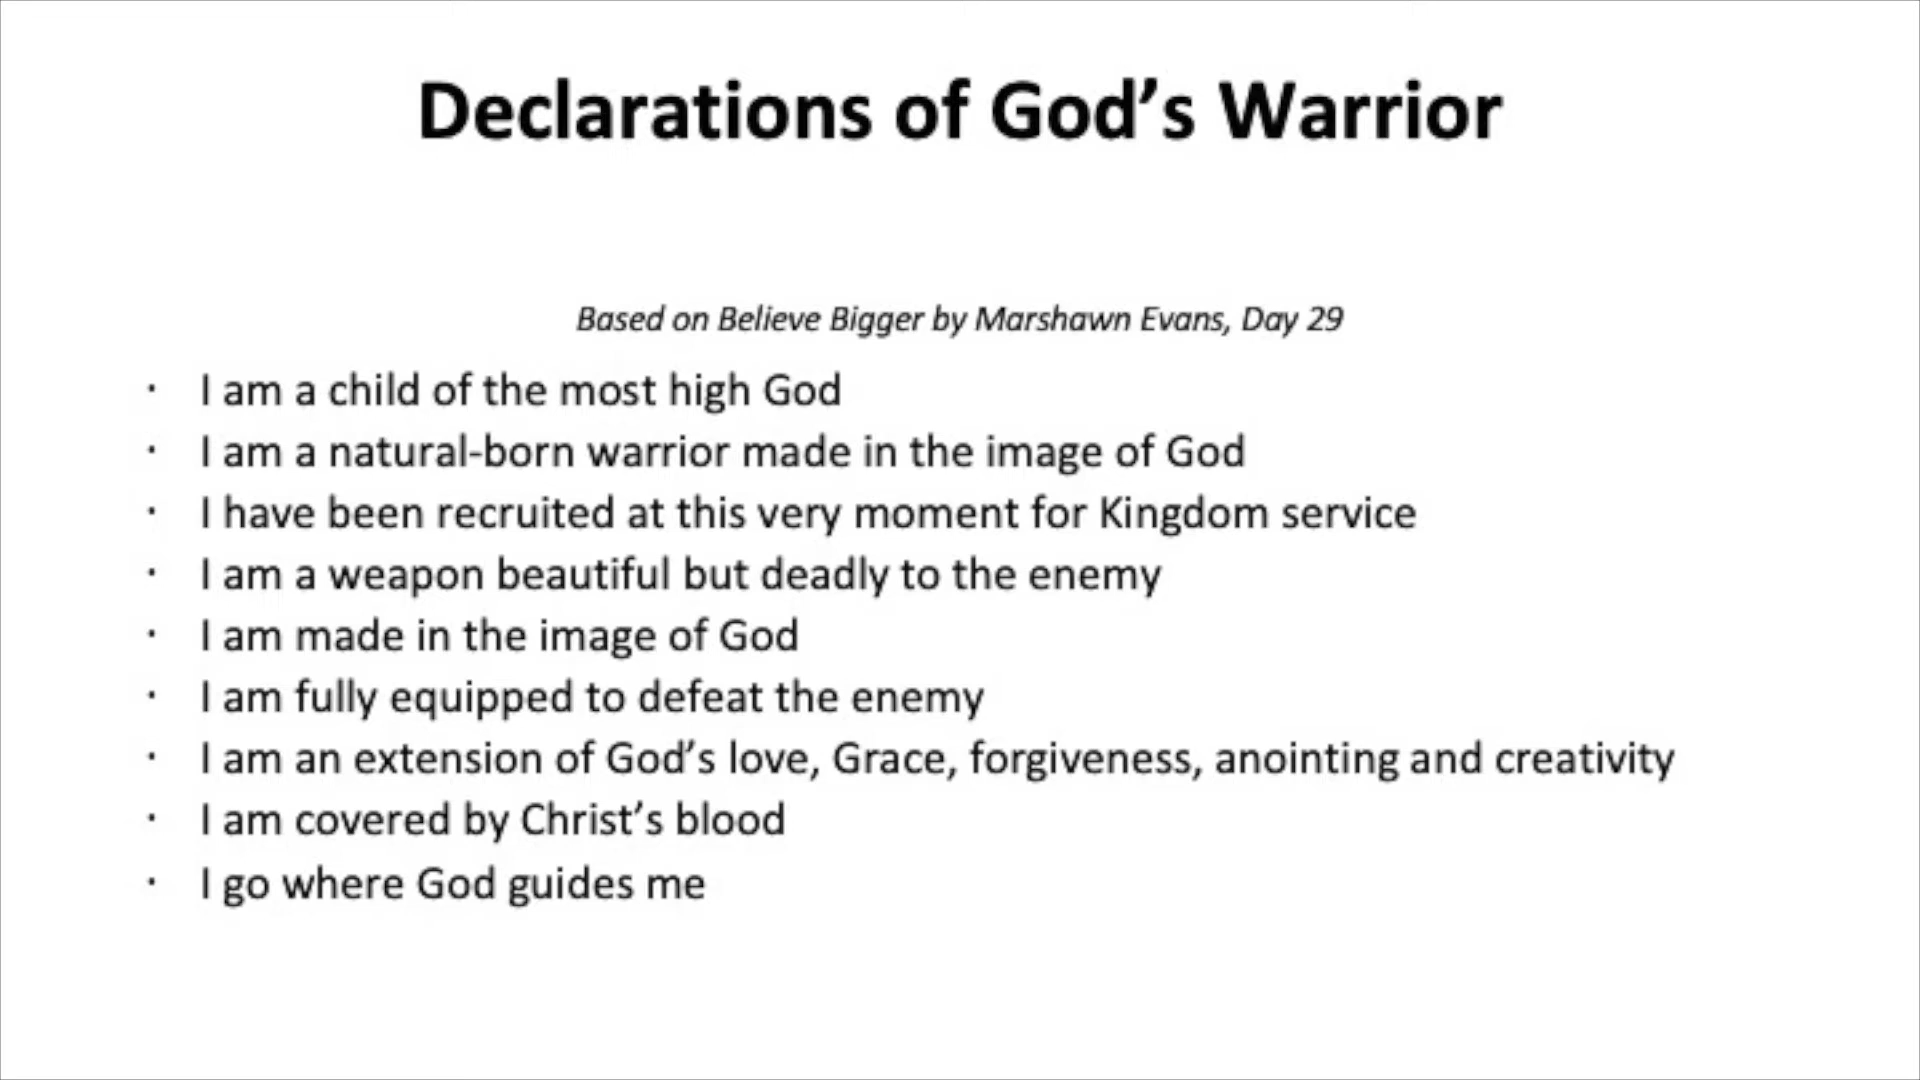 Declarations of God’s Warrior
Based on Believe Bigger by Marshawn Evans, Day 29
· I am a child of the most high God
· I am a natural-born warrior made in the image of God
· I have been recruited at this very moment for Kingdom service
· I am a weapon beautiful but deadly to the enemy
· I am made in the image of God
· I am fully equipped to defeat the enemy
· I am an extension of God’s love, Grace, forgiveness, anointing and creativity
· I am covered by Christ’s blood
· I go where God guides me